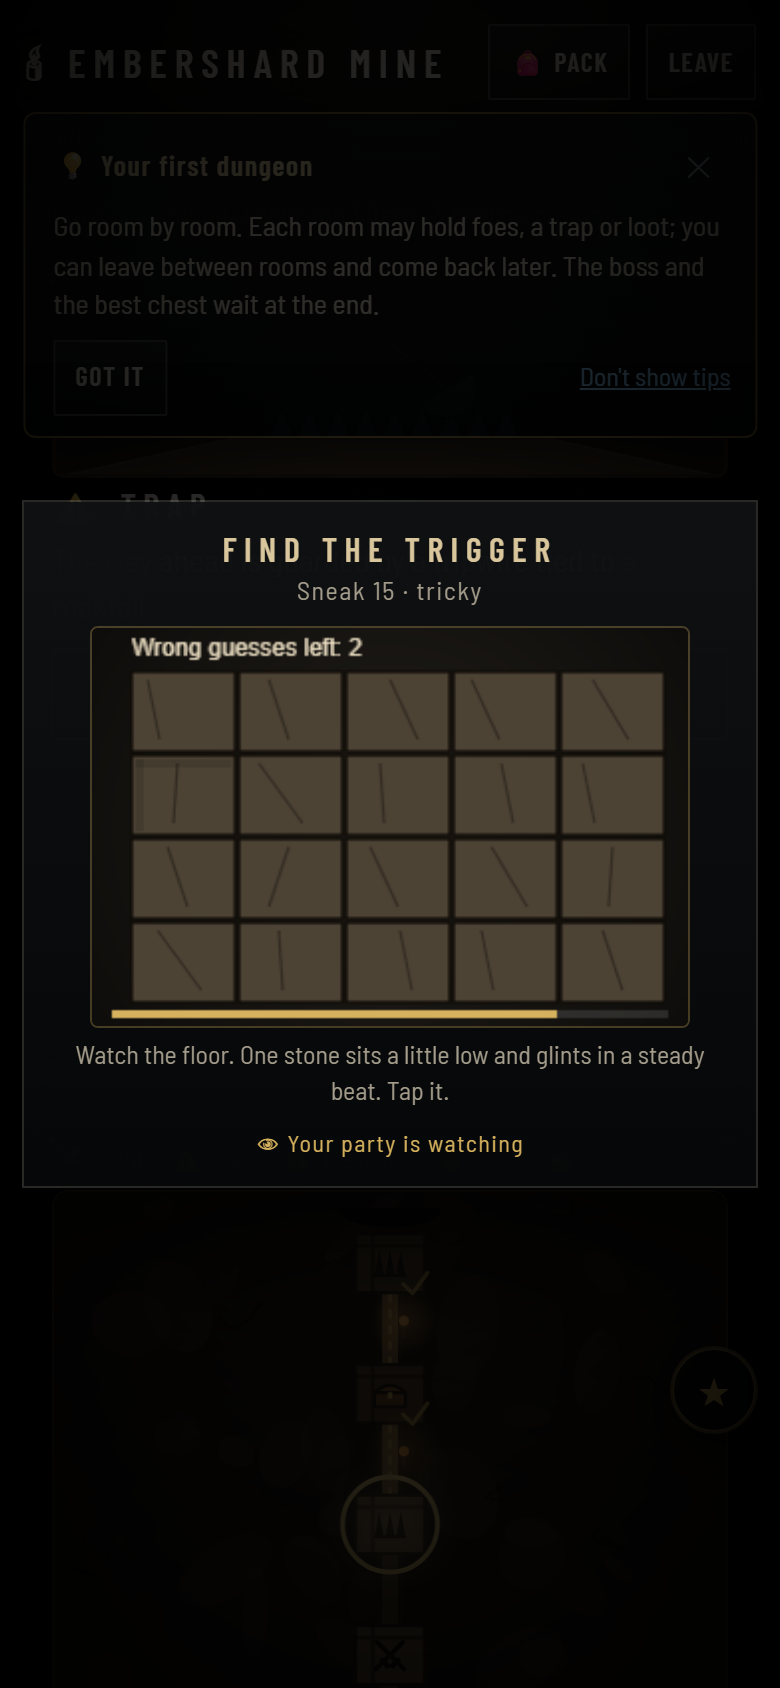 EMBERSHARD MINE
PACK
LEAVE
Your first dungeon
Go room by room. Each room may hold foes, a trap or loot; you
can leave between rooms and come back later. The boss and
the best chest wait at the end.
GOT IT
Don't show tips
TRAP
FIND THE TRIGGER
Sneak 15 · tricky
Wrong guesses left: 2
Watch the floor. One stone sits a little low and glints in a steady
beat. Tap it.
Your party is watching